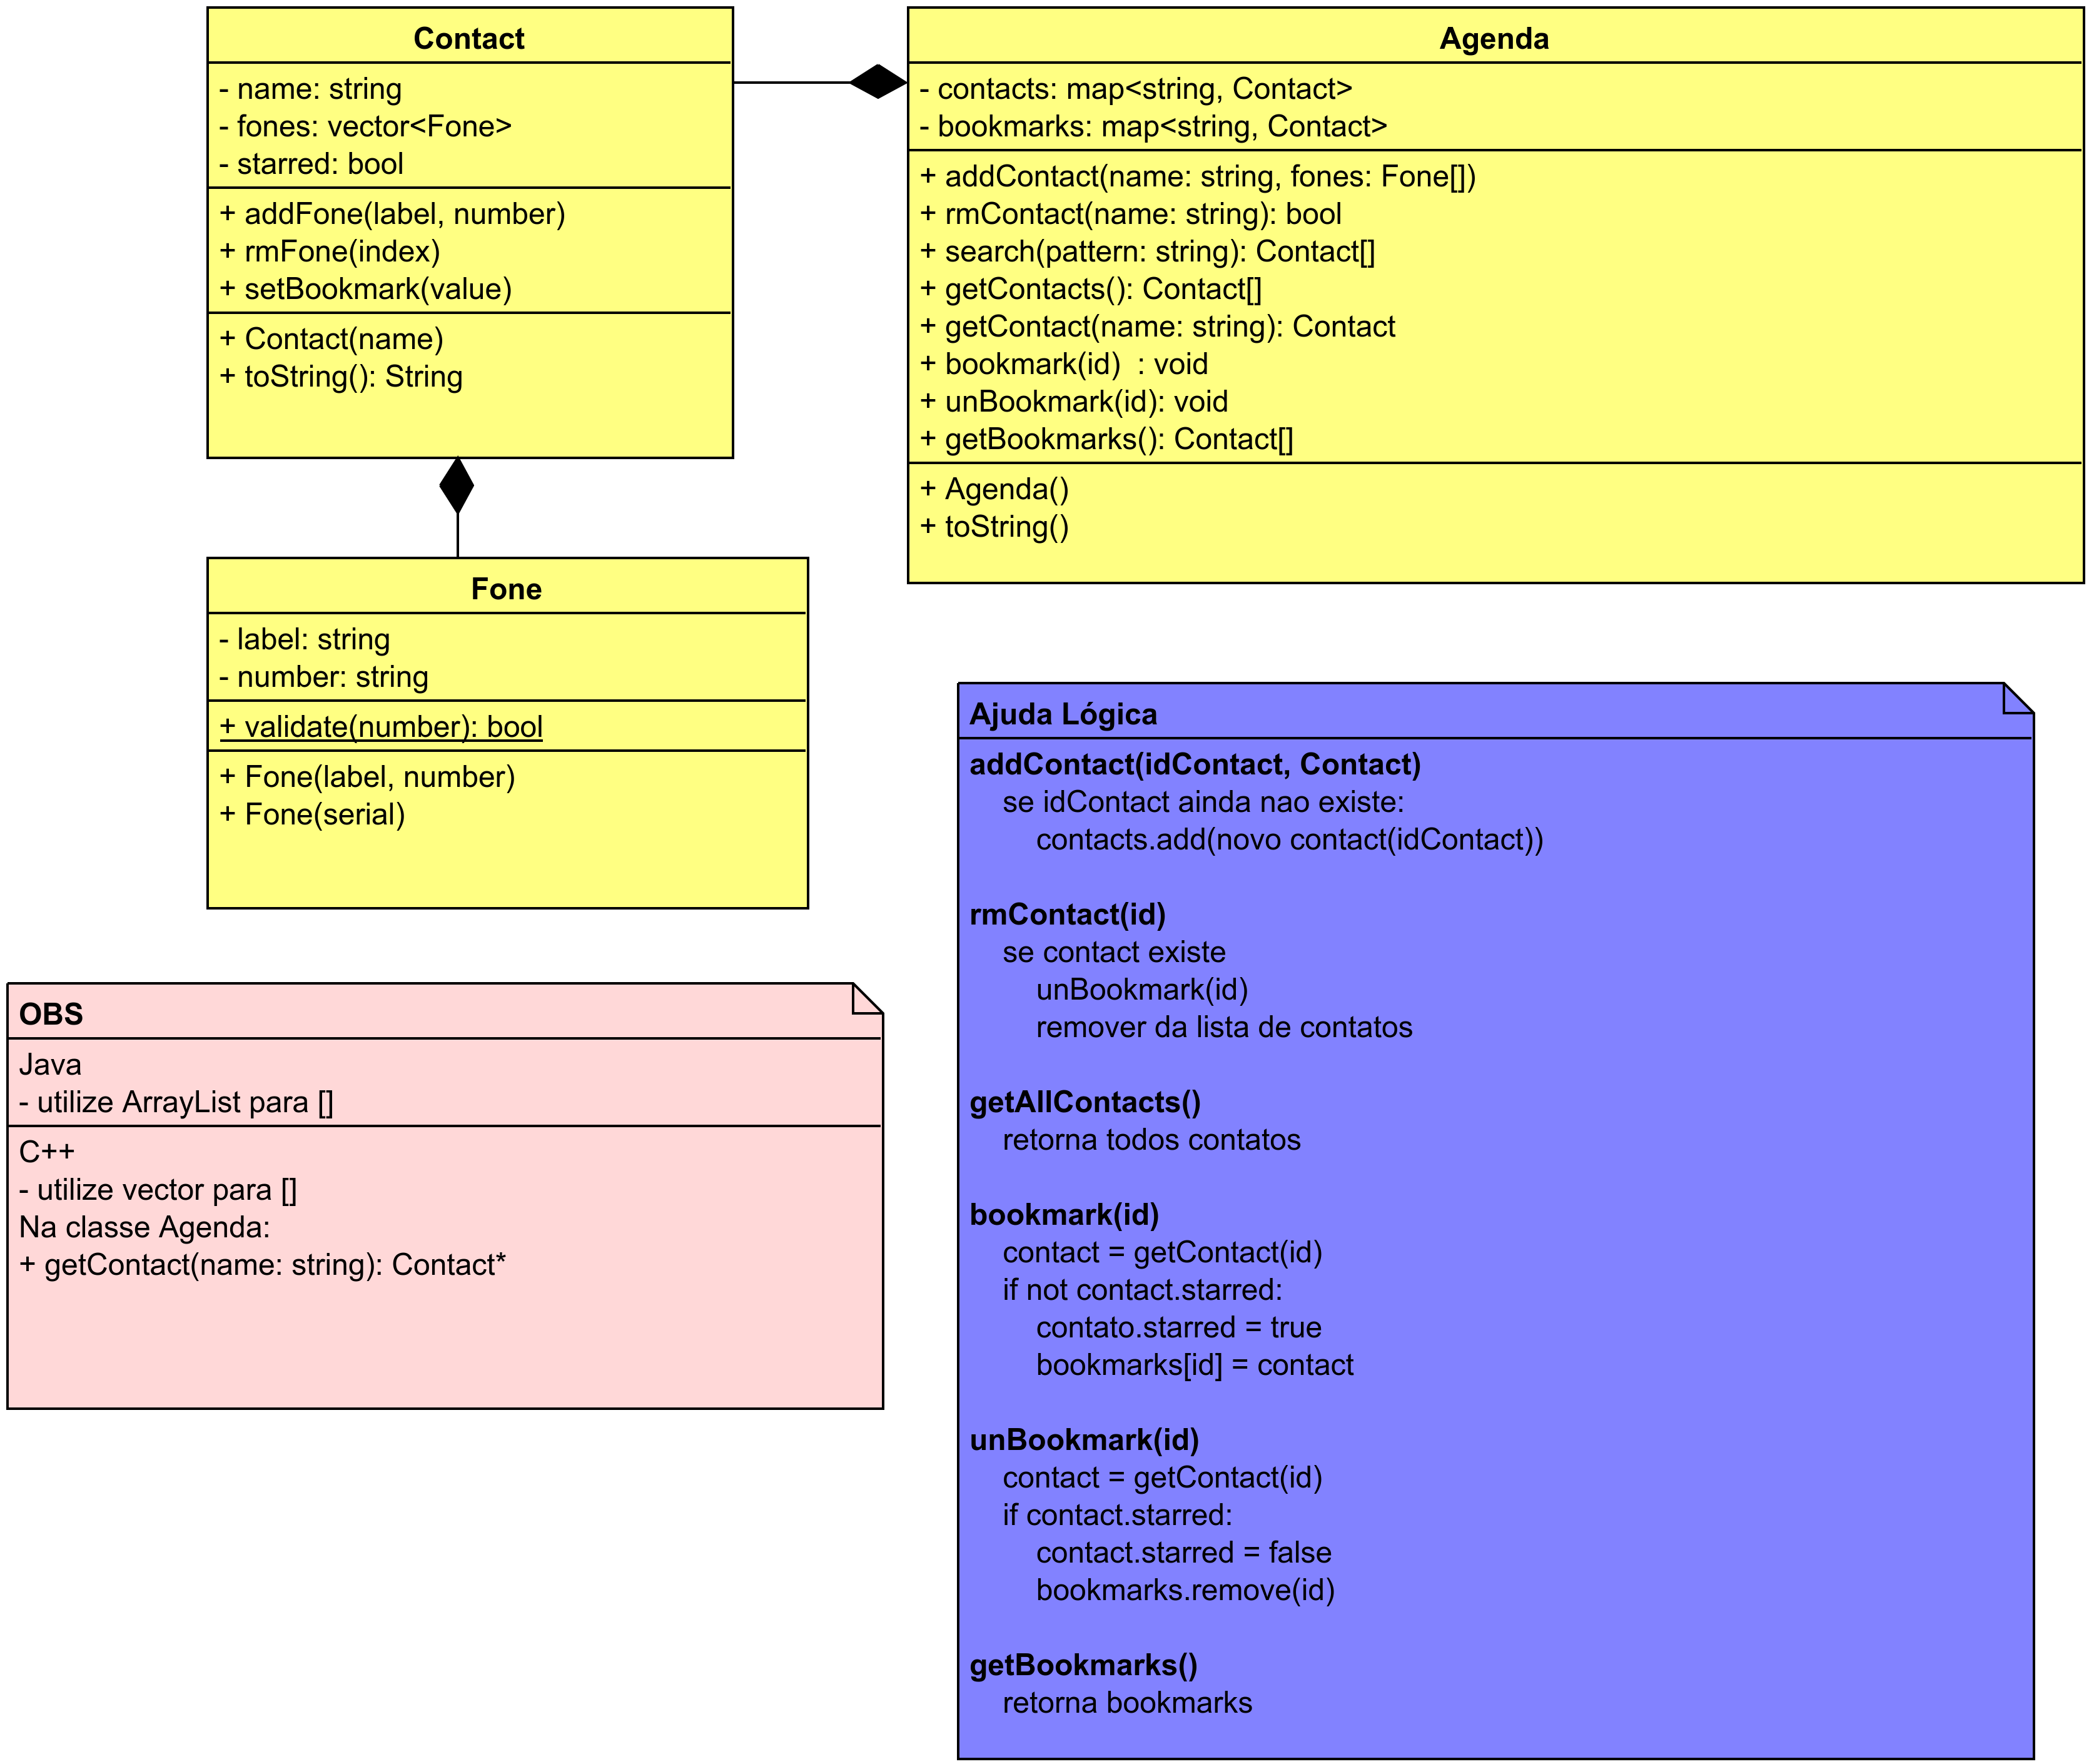 Contact
- name: string
- fones: vector<Fone>
- starred: bool
+ addFone(label, number)
+ rmFone(index)
+ setBookmark(value)
+ Contact(name)
+ toString(): String
Agenda
- contacts: map<string, Contact>
- bookmarks: map<string, Contact>
+ addContact(name: string, fones: Fone[])
+ rmContact(name: string): bool
+ search(pattern: string): Contact[]
+ getContacts(): Contact[]
+ getContact(name: string): Contact
+ bookmark(id)  : void
+ unBookmark(id): void
+ getBookmarks(): Contact[]
+ Agenda()
+ toString()
Fone
- label: string
- number: string
+ validate(number): bool
+ Fone(label, number)
+ Fone(serial)
OBS
Java
- utilize ArrayList para []
C++
- utilize vector para []
Na classe Agenda:
+ getContact(name: string): Contact*
Ajuda Lógica
addContact(idContact, Contact)
se idContact ainda nao existe:
contacts.add(novo contact(idContact))
rmContact(id)
se contact existe
unBookmark(id)
remover da lista de contatos
getAllContacts()
retorna todos contatos
bookmark(id)
contact = getContact(id)
if not contact.starred:
contato.starred = true
bookmarks[id] = contact
unBookmark(id)
contact = getContact(id)
if contact.starred:
contact.starred = false
bookmarks.remove(id)
getBookmarks()
retorna bookmarks